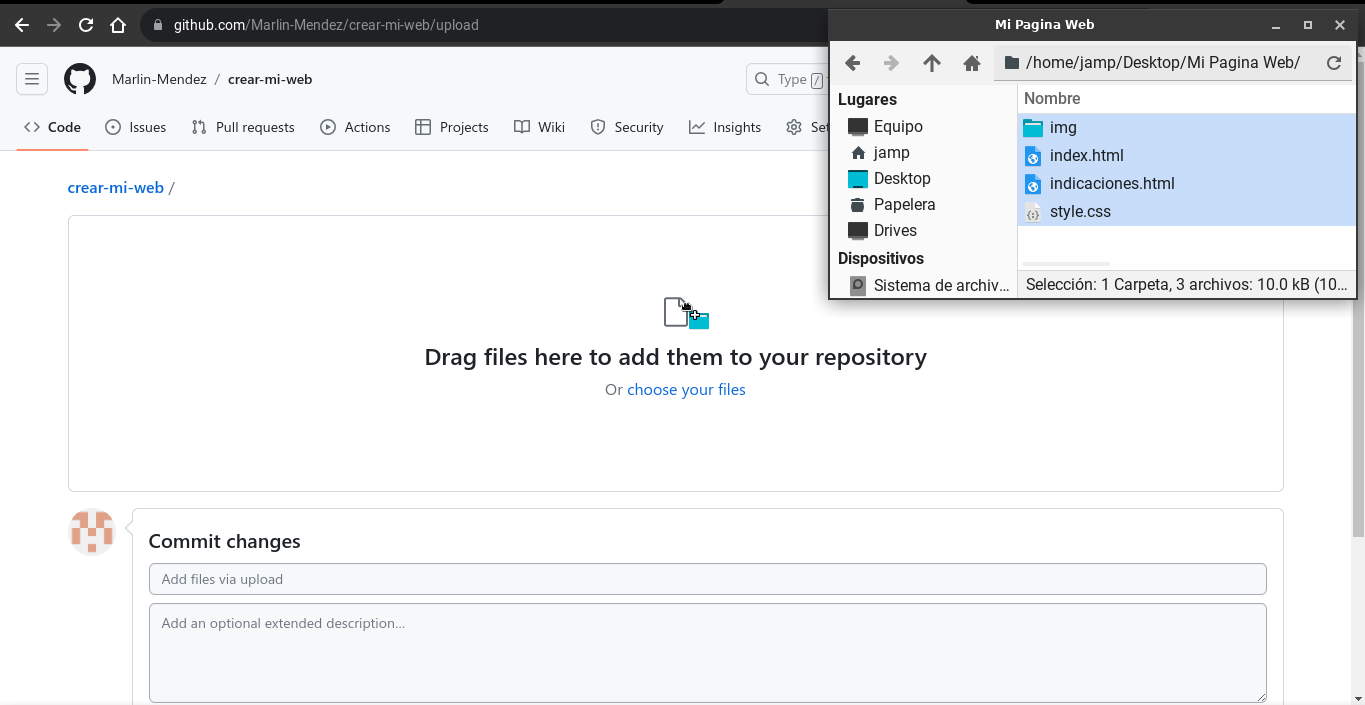 github.com/Marlin-Mendez/crear-mi-web/upload
Marlin-Mendez / crear-mi-web
Type /
Code Issues Pull requests Actions Projects Wiki Security Insights
crear-mi-web /
Drag files here to add them to your repository
Or choose your files
Commit changes
Add files via upload
Add an optional extended description...
Mi Pagina Web
/home/jamp/Desktop/Mi Pagina Web/
Lugares
Equipo
jamp
Desktop
Papelera
Drives
Dispositivos
Sistema de archiv...
Nombre
img
index.html
indicaciones.html
style.css
Selección: 1 Carpeta, 3 archivos: 10.0 kB (10...